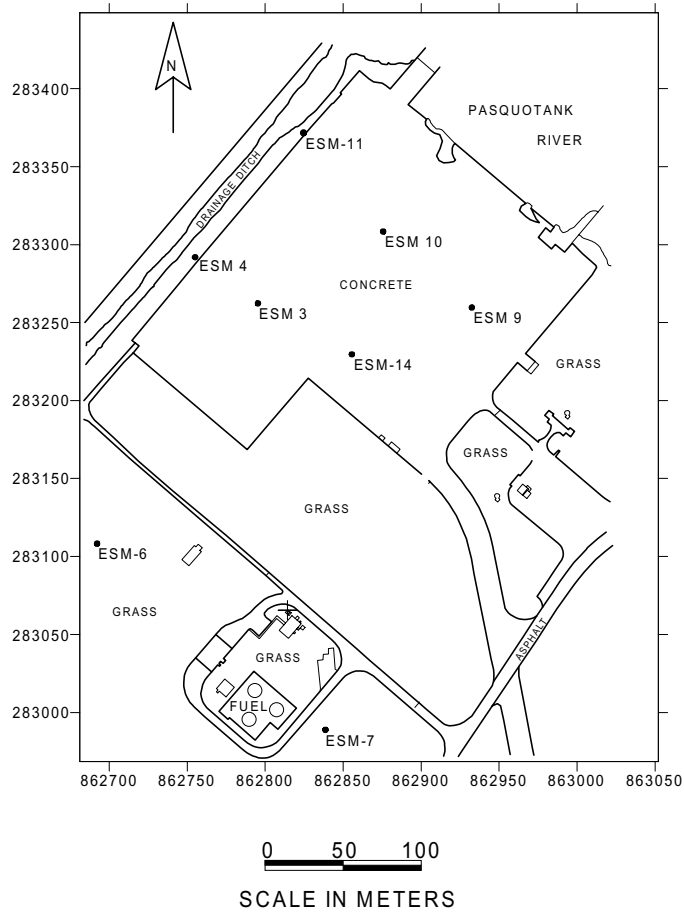 N
283400
PASQUOTANK
RIVER
ESM-11
283350
DRAINAGE DITCH
283300
ESM 10
ESM 4
CONCRETE
283250
ESM 3
ESM 9
ESM-14
GRASS
283200
GRASS
283150
GRASS
283100
ESM-6
GRASS
283050
GRASS
ASPHALT
283000
FUEL
ESM-7
862700 862750 862800 862850 862900 862950 863000 863050
0 50 100
SCALE IN METERS